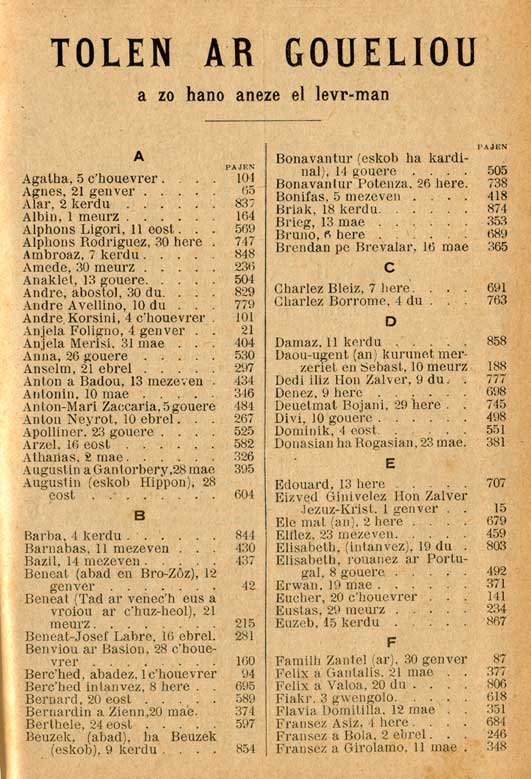 TOLEN AR GOUELIOU
a zo hano aneze el levr-man
A
PAJEN
Agatha, 5 c'houevrer . . . 104
Agnes, 21 genver . . . . . 65
Alar, 2 kerdu . . . . . . 837
Albin, 1 meurz . . . . . . 164
Alphons Ligori, 11 eost . . . 569
Alphons Rodriguez, 30 here . 747
Ambroaz, 7 kerdu . . . . . 848
Amede, 30 meurz . . . . . 236
Anaklet, 13 gouere. . . . . 504
Andre, abostol, 30 du. . . . 829
Andre Avellino, 10 du . . . 779
Andre Korsini, 4 c'houevrer . 101
Anjela Foligno, 4 genver . . 21
Anjela Merisi, 31 mae . . . 404
Anna, 26 gouere . . . . . 530
Anselm, 21 ebrel . . . . . 297
Anton a Badou, 13 mezeven . 434
Antonin, 10 mae . . . . . 346
Anton-Mari Zaccaria, 5 gouere 484
Anton Neyrot, 10 ebrel . . . 267
Apolliner, 23 gouere . . . . 525
Arzel, 16 eost . . . . . . 582
Athanas, 2 mae . . . . . . 326
Augustin a Gantorbery, 28 mae 395
Augustin (eskob Hippon), 28
eost . . . . . . . . 604
B
Barba, 4 kerdu . . . . . . 844
Barnabas, 11 mezeven . . . 430
Bazil, 14 mezeven . . . . . 437
Beneat (abad en Bro-Zôz), 12
genver . . . . . . . 42
Beneat (Tad ar venec'h eus a
vroiou ar c'huz-heol), 21
meurz . . . . . . . 215
Beneat-Josef Labre, 16 ebrel. 281
Benviou ar Basion, 28 c'houe-
vrer . . . . . . . . 160
Berc'hed, abadez, 1 c'houevrer 94
Berc'hed intanvez, 8 here . . 695
Bernard, 20 eost . . . . . 589
Bernardin a Zienn, 20 mae. . 374
Berthele, 24 eost . . . . . 597
Beuzek, (abad), ha Beuzek
(eskob), 9 kerdu . . . . 854
PAJEN
Bonavantur (eskob ha kardi-
nal), 14 gouere . . . . 505
Bonavantur Potenza, 26 here. 738
Bonifas, 5 mezeven . . . . 418
Briak, 18 kerdu . . . . . . 874
Brieg, 13 mae . . . . . . 353
Bruno, 6 here . . . . . . 689
Brendan pe Brevalar, 16 mae 365
C
Charlez Bleiz, 7 here. . . . 691
Charlez Borrome, 4 du . . . 763
D
Damaz, 11 kerdu . . . . . 858
Daou-ugent (an) kurunet mer-
zeriet en Sebast, 10 meurz 188
Dedi iliz Hon Zalver, 9 du. . 777
Denez, 9 here . . . . . . 698
Deuetmat Bojani, 29 here . . 745
Divi, 10 gouere . . . . . . 498
Dominik, 4 eost . . . . . . 551
Donasian ha Rogasian, 23 mae. 381
E
Edouard, 13 here . . . . . 707
Eizved Ginivelez Hon Zalver
Jezuz-Krist. 1 genver . . 15
Ele mat (an), 2 here . . . . 679
Elflez, 23 mezeven. . . . . 459
Elisabeth, (intanvez), 19 du . 803
Elisabeth, rouanez ar Portu-
gal, 8 gouere . . . . . 492
Erwan, 19 mae . . . . . . 371
Eucher, 20 c'houevrer . . . 141
Eustas, 29 meurz . . . . . 234
Euzeb, 15 kerdu . . . . . 867
F
Familh Zantel (ar), 30 genver 87
Felix a Gantalis, 21 mae . . 377
Felix a Valoa, 20 du . . . . 806
Flakr, 3 gwengolo. . . . . 618
Flavia Domitilla, 12 mae . . 351
Fransez Asiz, 4 here. . . . 684
Fransez a Bola, 2 ebrel . . . 246
Fransez a Girolamo, 11 mae . 348